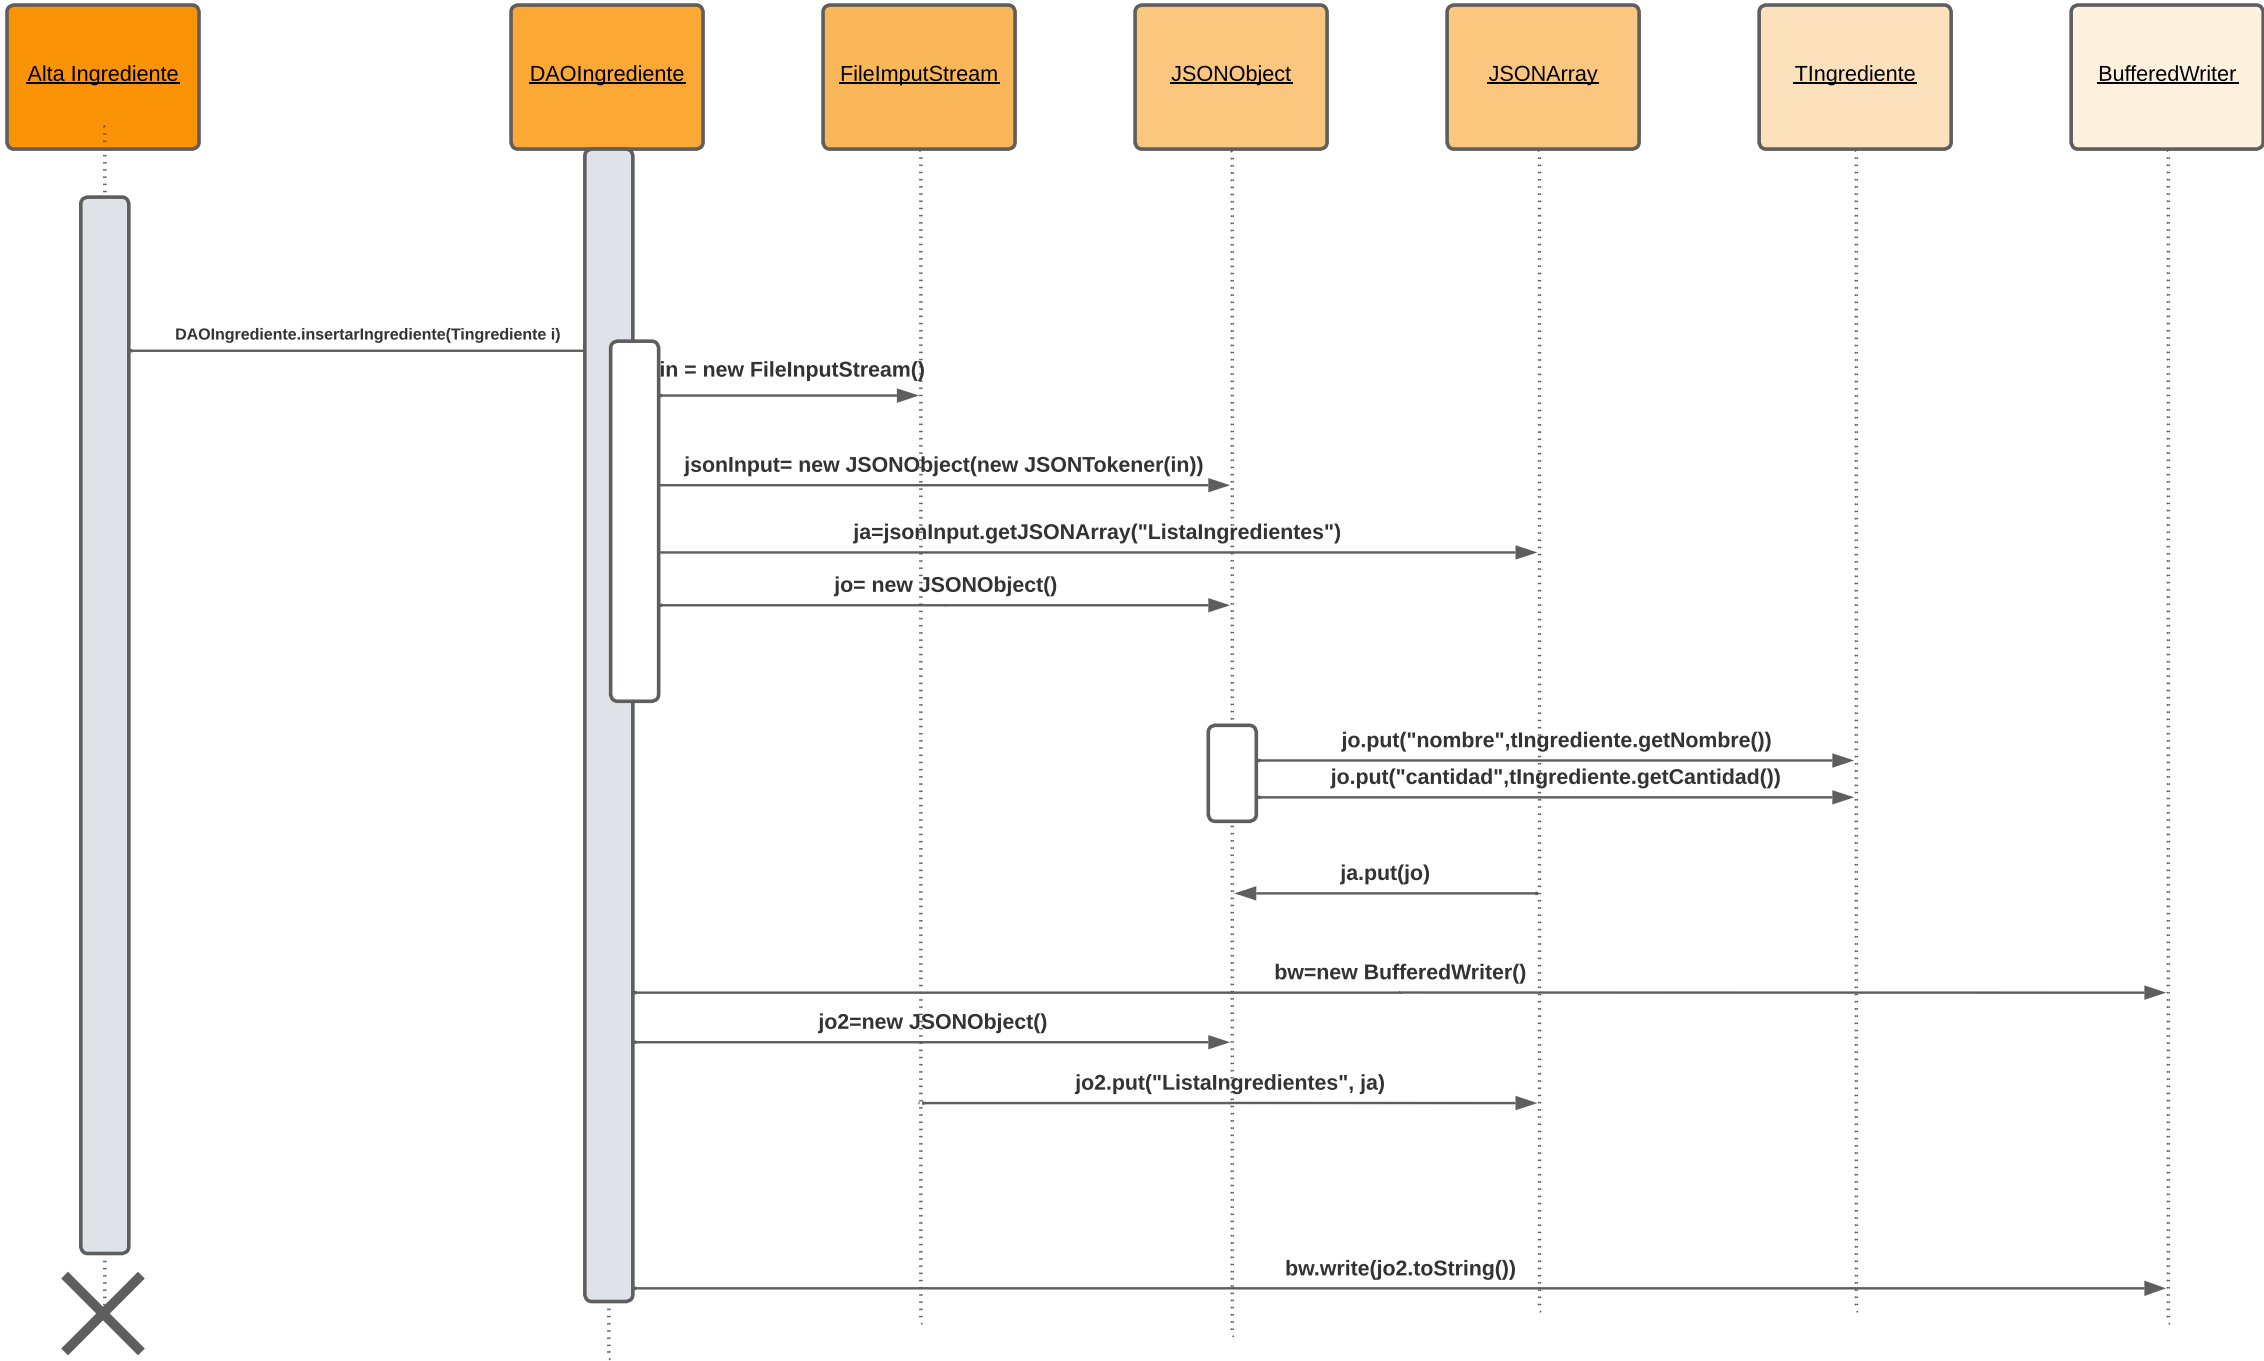 Alta Ingrediente
DAOIngrediente
FileImputStream
JSONObject
JSONArray
TIngrediente
BufferedWriter
DAOIngrediente.insertarIngrediente(Tingrediente i)
in = new FileInputStream()
jsonInput= new JSONObject(new JSONTokener(in))
ja=jsonInput.getJSONArray("ListaIngredientes")
jo= new JSONObject()
jo.put("nombre",tIngrediente.getNombre())
jo.put("cantidad",tIngrediente.getCantidad())
ja.put(jo)
bw=new BufferedWriter()
jo2=new JSONObject()
jo2.put("ListaIngredientes", ja)
bw.write(jo2.toString())